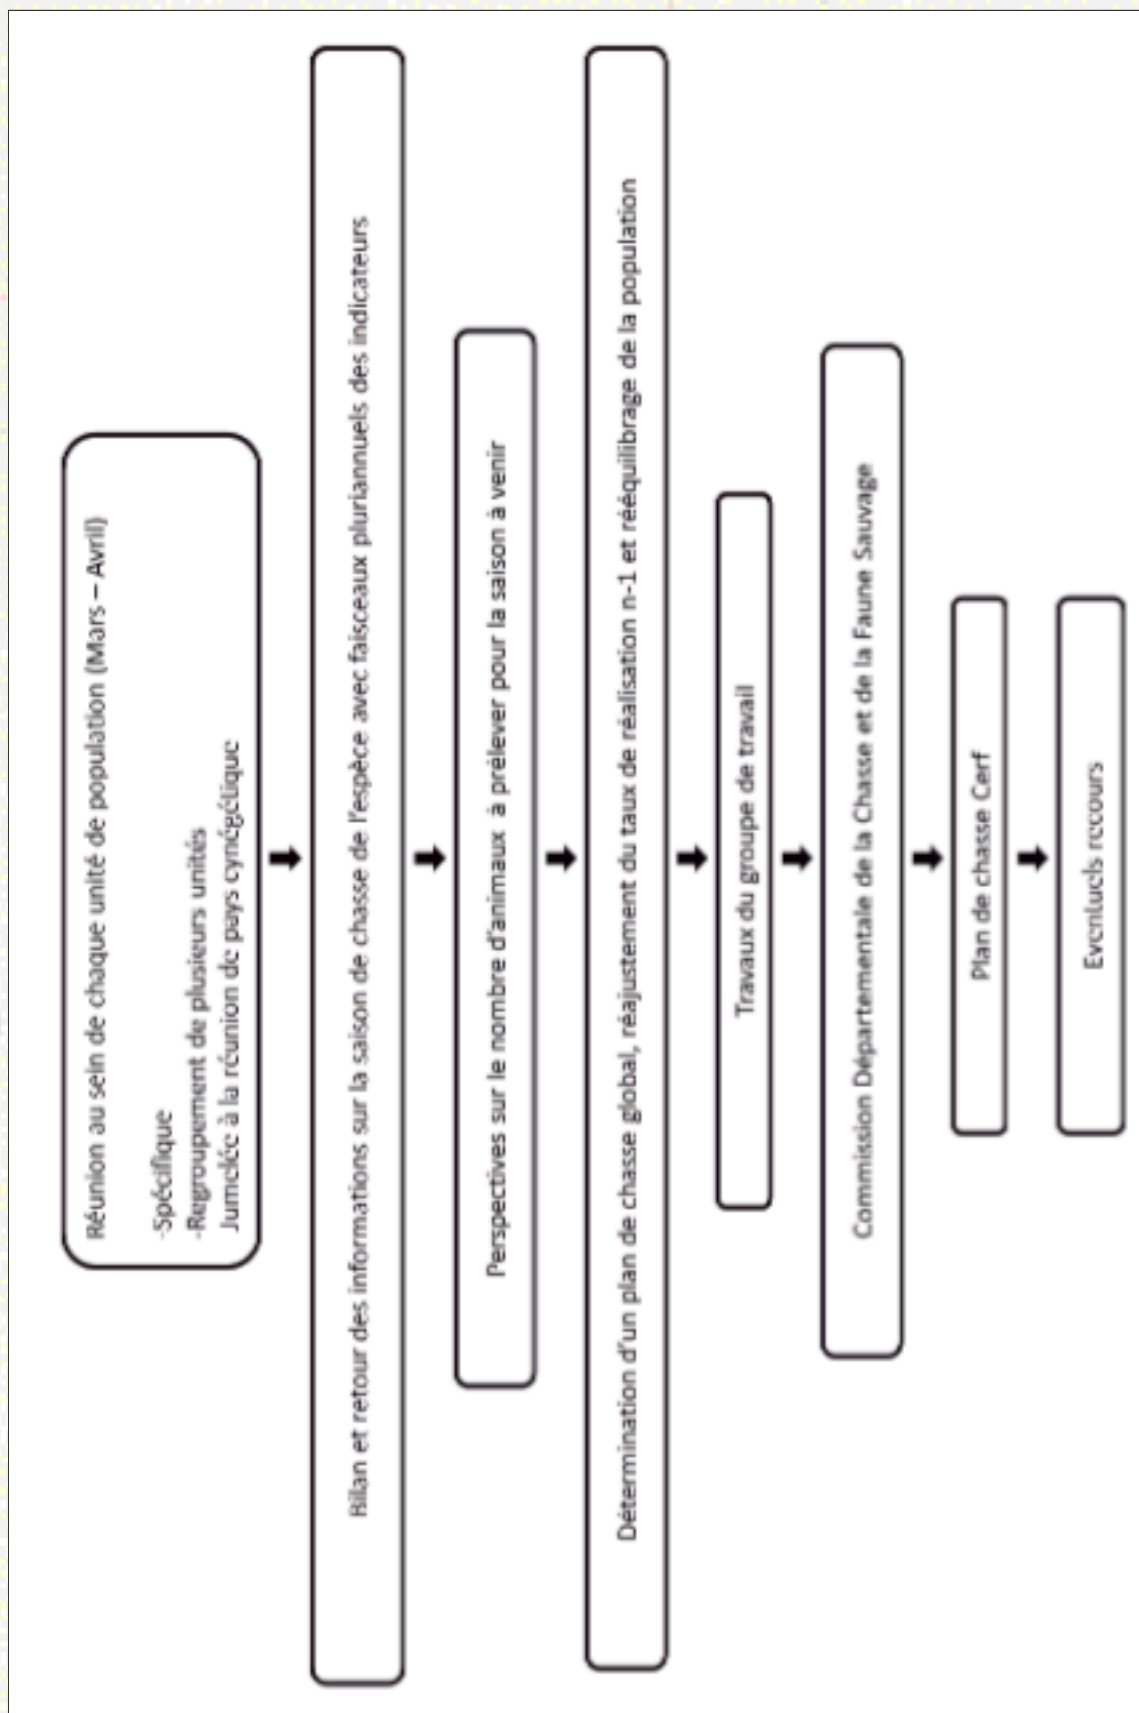 Réunion au sein de chaque unité de population (Mars – Avril)
-Spécifique
-Regroupement de plusieurs unités
Jumelée à la réunion de pays cynégétique
Bilan et retour des informations sur la saison de chasse de l'espèce avec faisceaux pluriannuels des indicateurs
Perspectives sur le nombre d'animaux à prélever pour la saison à venir
Détermination d'un plan de chasse global, réajustement du taux de réalisation n-1 et rééquilibrage de la population
Travaux du groupe de travail
Commission Départementale de la Chasse et de la Faune Sauvage
Plan de chasse Cerf
Eventuels recours